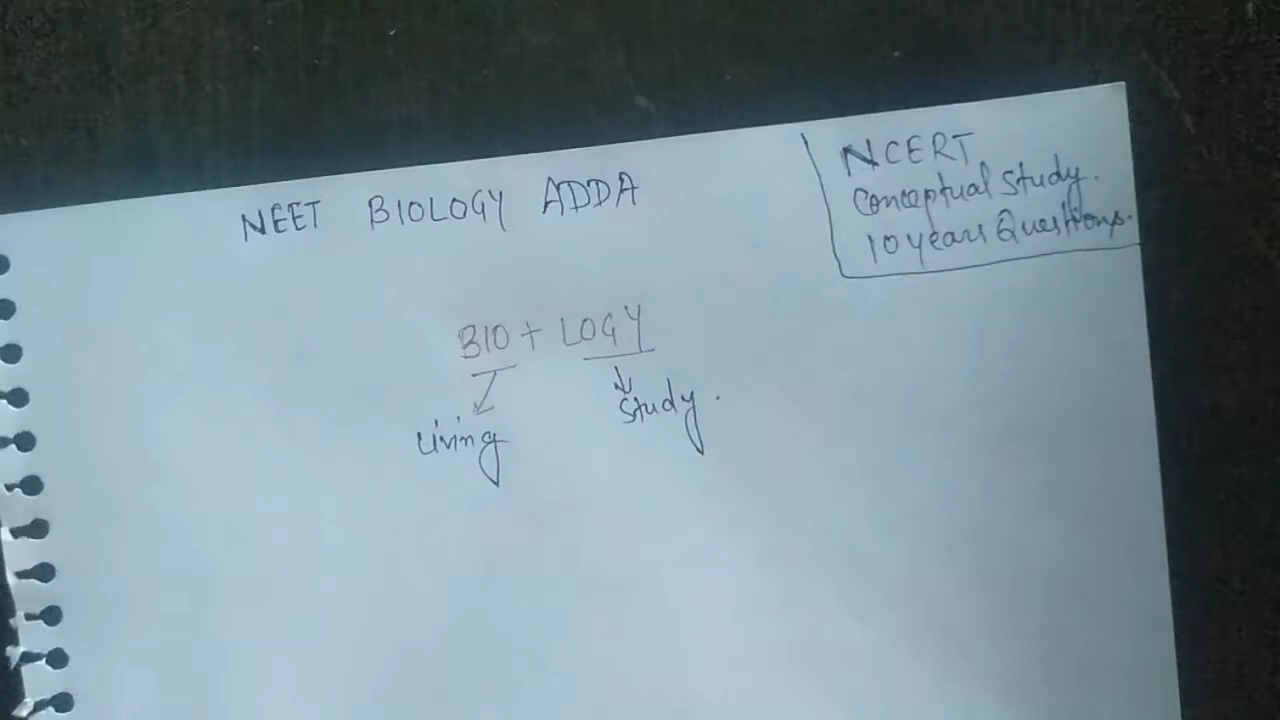 NEET BIOLOGY ADDA
NCERT
Conceptual Study.
10 years Questions.
BIO + LOGY
Living
Study.